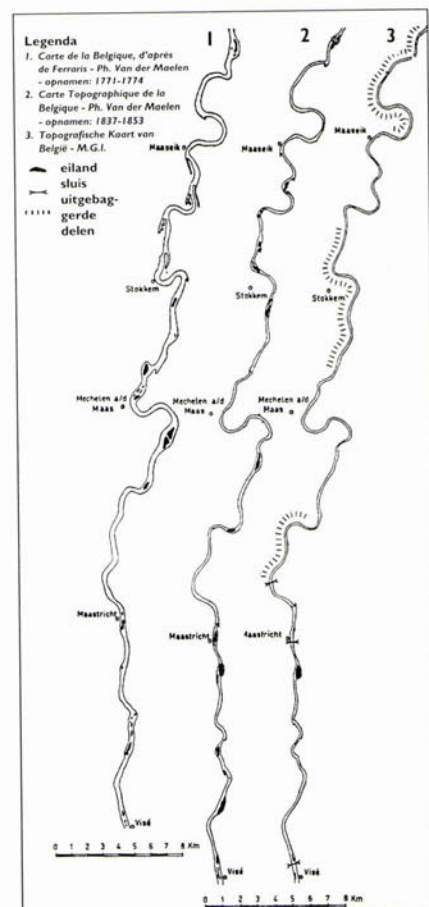 Legenda
1. Carte de la Belgique, d'après
de Ferraris - Ph. Van der Maelen
- opnamen: 1771-1774
2. Carte Topographique de la
Belgique - Ph. Van der Maelen
- opnamen: 1837-1853
3. Topografische Kaart van
België - M.G.I.
eiland
sluis
uitgebag-
gerde
delen
1 2 3
Maaseik Maaseik Maaseik
Stokkem Stokkem Stokkem
Mechelen a/d
Maas
Mechelen a/d
Maas
Mechelen a/d
Maas
Maastricht Maastricht Maastricht
Visé Visé Visé
0 1 2 3 4 5 6 7 8 Km
0 1 2 3 4 5 6 7 8 Km